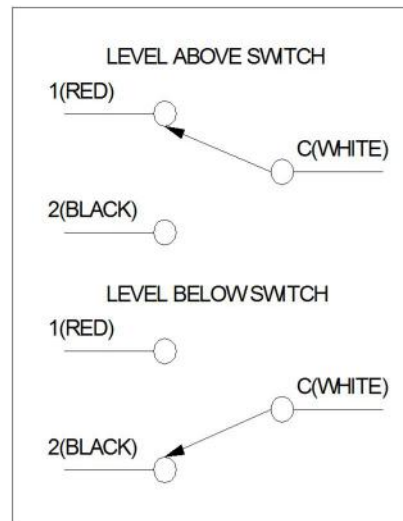 LEVEL ABOVE SWITCH
1(RED)
C(WHITE)
2(BLACK)
LEVEL BELOW SWITCH
1(RED)
C(WHITE)
2(BLACK)